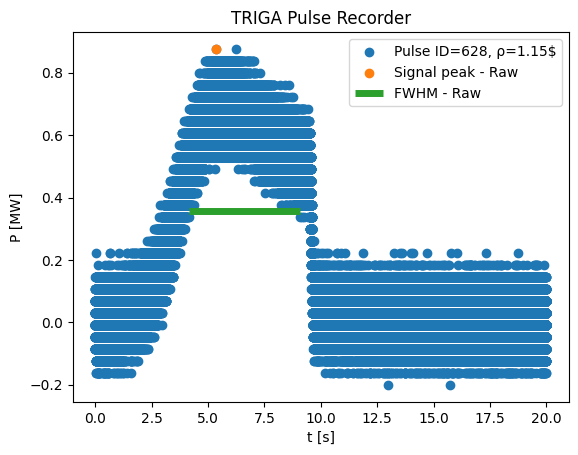 TRIGA Pulse Recorder
Pulse ID=628, ρ=1.15$
Signal peak - Raw
FWHM - Raw
P [MW]
0.8
0.6
0.4
0.2
0.0
−0.2
0.0 2.5 5.0 7.5 10.0 12.5 15.0 17.5 20.0
t [s]